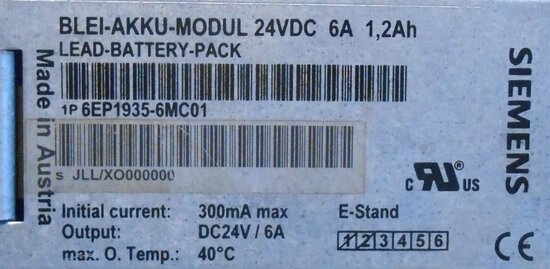 BLEI-AKKU-MODUL 24VDC 6A 1,2Ah
LEAD-BATTERY-PACK
1P 6EP1935-6MC01
S JLL/XO000000
Made in Austria
SIEMENS
C RU US
Initial current: 300mA max E-Stand
Output: DC24V / 6A 1 2 3 4 5 6
max. O. Temp.: 40°C
CE